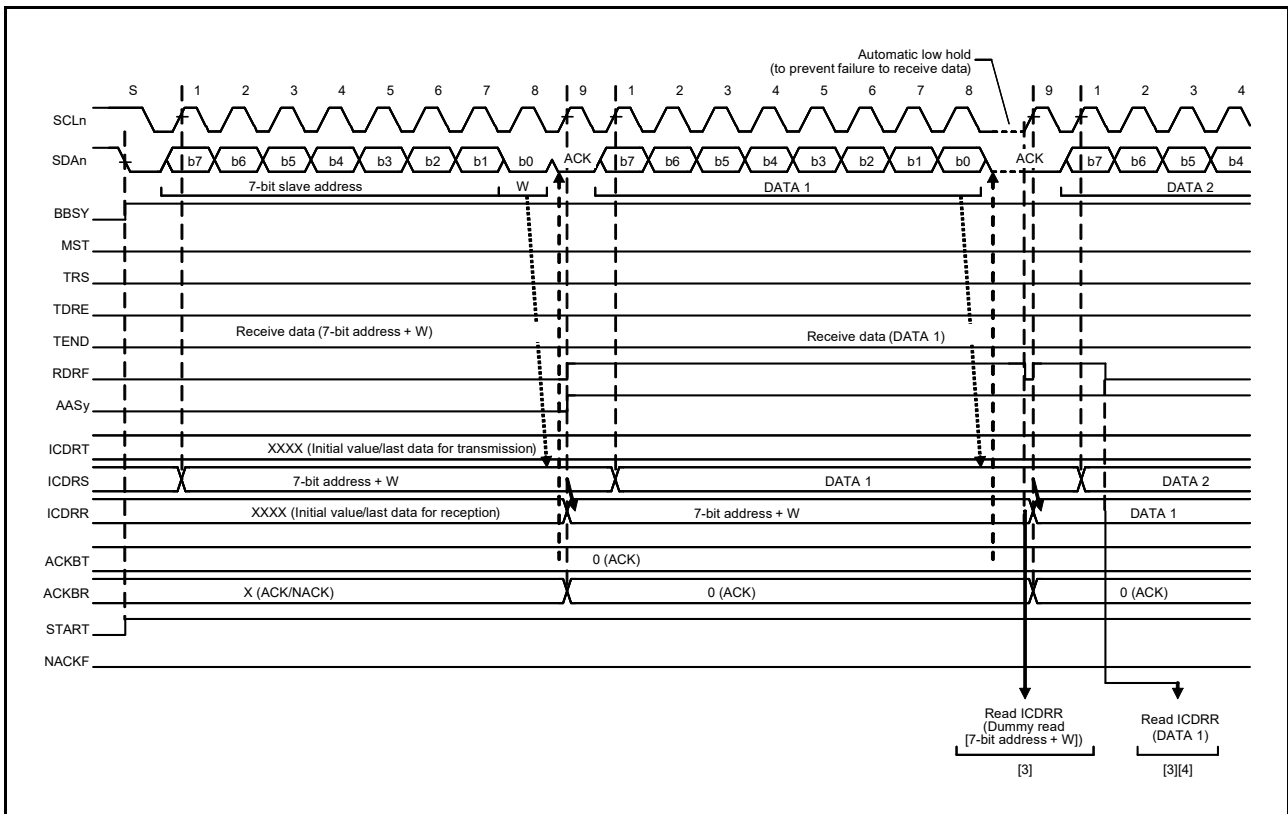 Automatic low hold
(to prevent failure to receive data)
S 1 2 3 4 5 6 7 8 9 1 2 3 4 5 6 7 8 9 1 2 3 4
SCLn
SDAn b7 b6 b5 b4 b3 b2 b1 b0 ACK b7 b6 b5 b4 b3 b2 b1 b0 ACK b7 b6 b5 b4
7-bit slave address W DATA 1 DATA 2
BBSY
MST
TRS
TDRE
Receive data (7-bit address + W) Receive data (DATA 1)
TEND
RDRF
AASy
ICDRT XXXX (Initial value/last data for transmission)
ICDRS 7-bit address + W DATA 1 DATA 2
ICDRR XXXX (Initial value/last data for reception) 7-bit address + W DATA 1
ACKBT 0 (ACK)
ACKBR X (ACK/NACK) 0 (ACK) 0 (ACK)
START
NACKF
Read ICDRR
(Dummy read
[7-bit address + W])
[3]
Read ICDRR
(DATA 1)
[3][4]